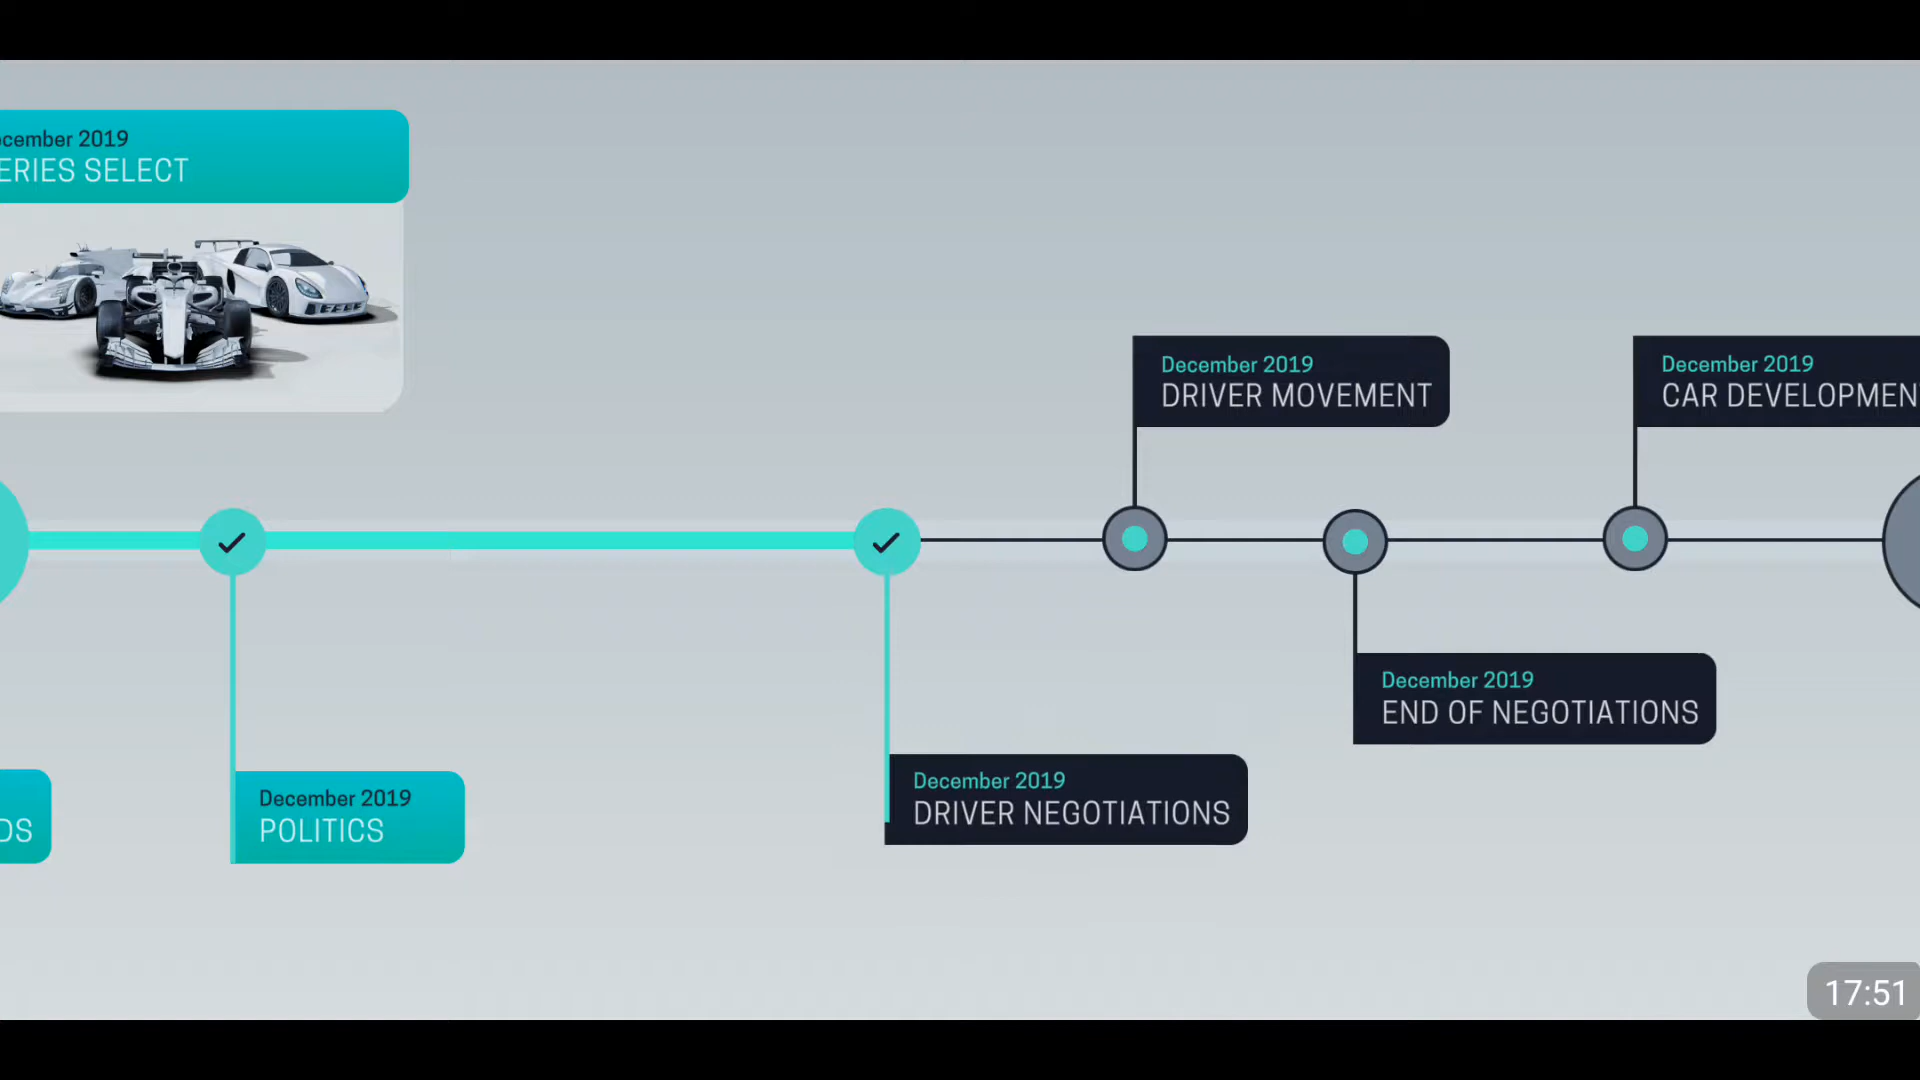 cember 2019
ERIES SELECT
December 2019
DRIVER MOVEMENT
December 2019
CAR DEVELOPMEN
December 2019
END OF NEGOTIATIONS
DS
December 2019
POLITICS
December 2019
DRIVER NEGOTIATIONS
17:51